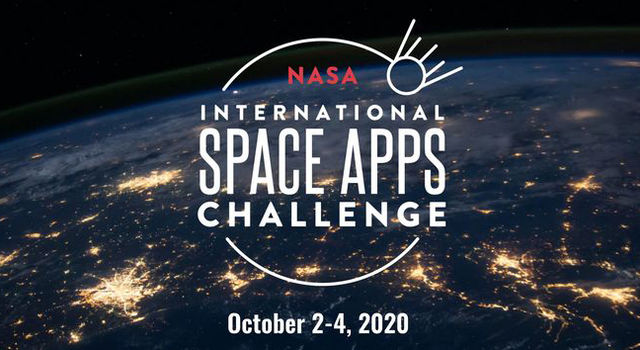 NASA
INTERNATIONAL
SPACE APPS
CHALLENGE
October 2-4, 2020